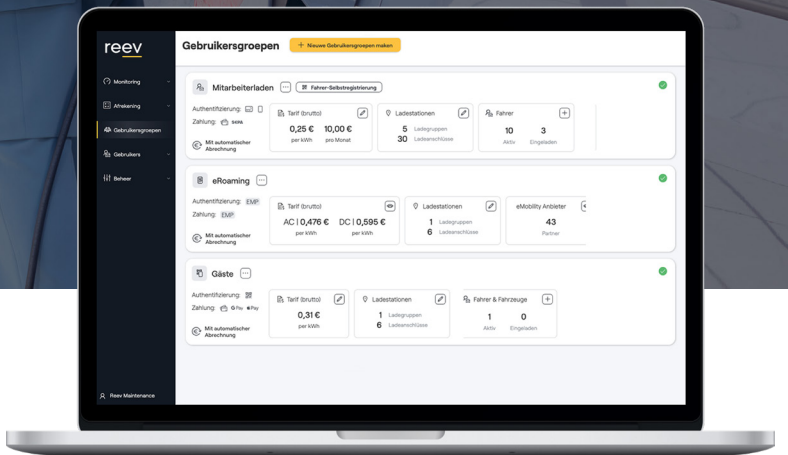 reev
Gebruikersgroepen
+ Nieuwe Gebruikersgroepen maken
Monitoring
Afrekening
Gebruikersgroepen
Gebruikers
Beheer
Reev Maintenance
Mitarbeiterladen
Fahrer-Selbstregistrierung
Authentifizierung:
Zahlung: SEPA
Mit automatischer
Abrechnung
Tarif (brutto)
0,25 € 10,00 €
per kWh pro Monat
Ladestationen
5 Ladegruppen
30 Ladeanschlüsse
Fahrer
10 3
Aktiv Eingeladen
eRoaming
Authentifizierung: EMP
Zahlung: EMP
Mit automatischer
Abrechnung
Tarif (brutto)
AC | 0,476 € DC | 0,595 €
per kWh per kWh
Ladestationen
1 Ladegruppen
6 Ladeanschlüsse
eMobility Anbieter
43
Partner
Gäste
Authentifizierung:
Zahlung: G Pay Pay
Mit automatischer
Abrechnung
Tarif (brutto)
0,31 €
per kWh
Ladestationen
1 Ladegruppen
6 Ladeanschlüsse
Fahrer & Fahrzeuge
1 0
Aktiv Eingeladen